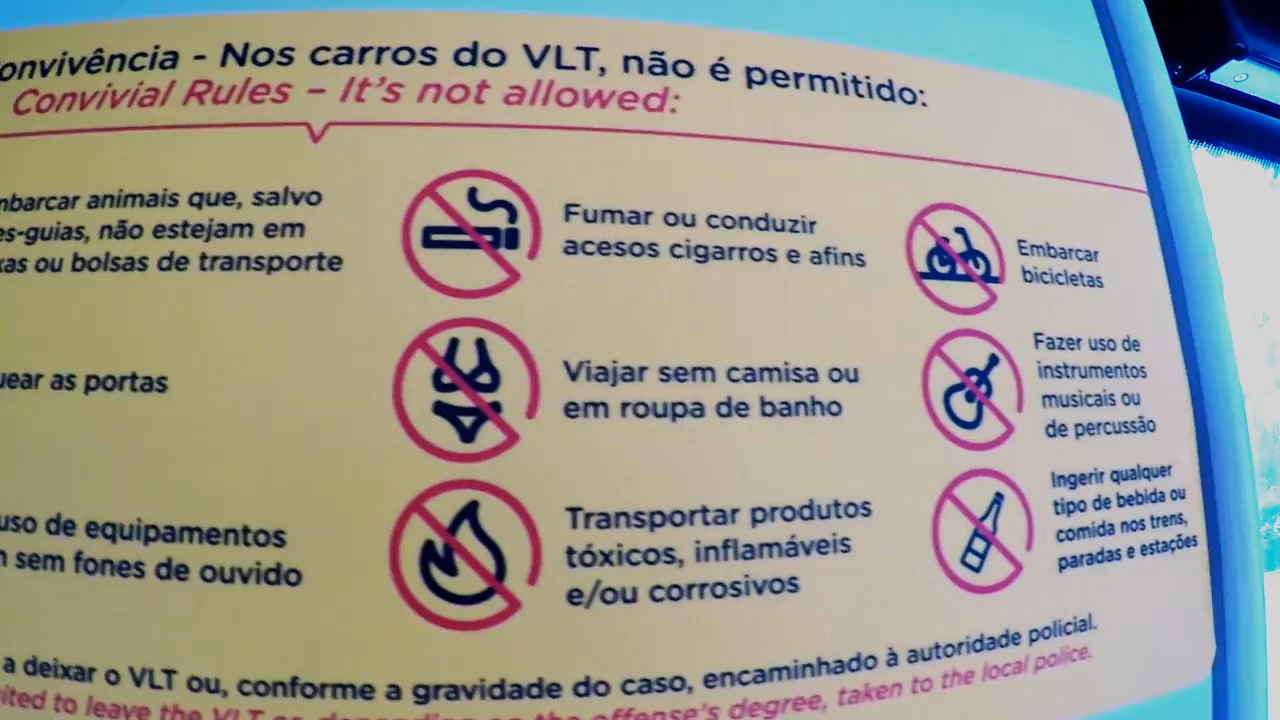 onvivência - Nos carros do VLT, não é permitido:
Convivial Rules – It's not allowed:
mbarcar animais que, salvo
es-guias, não estejam em
xas ou bolsas de transporte
Fumar ou conduzir
acesos cigarros e afins
Embarcar
bicicletas
uear as portas
Viajar sem camisa ou
em roupa de banho
Fazer uso de
instrumentos
musicais ou
de percussão
uso de equipamentos
sem fones de ouvido
Transportar produtos
tóxicos, inflamáveis
e/ou corrosivos
Ingerir qualquer
tipo de bebida ou
comida nos trens,
paradas e estações
a deixar o VLT ou, conforme a gravidade do caso, encaminhado à autoridade policial.
vited to leave the VLT or, depending on the offense's degree, taken to the local police.